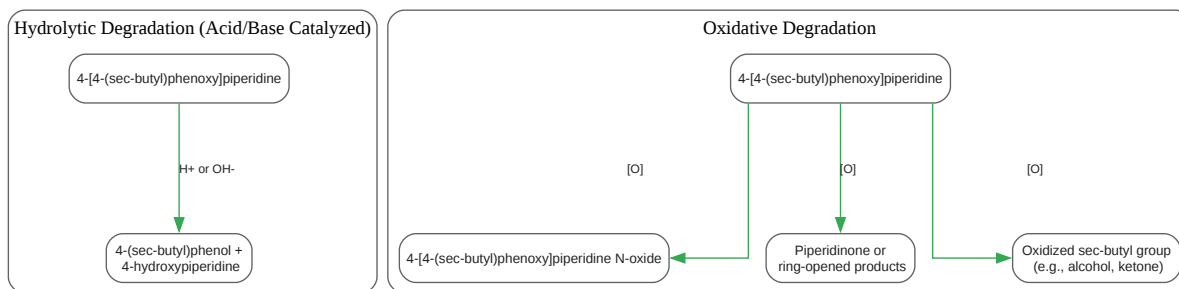 Hydrolytic Degradation (Acid/Base Catalyzed)
4-[4-(sec-butyl)phenoxy]piperidine
H+ or OH-
4-(sec-butyl)phenol +
4-hydroxypiperidine
Oxidative Degradation
4-[4-(sec-butyl)phenoxy]piperidine
[O]
[O]
[O]
4-[4-(sec-butyl)phenoxy]piperidine N-oxide
Piperidinone or
ring-opened products
Oxidized sec-butyl group
(e.g., alcohol, ketone)